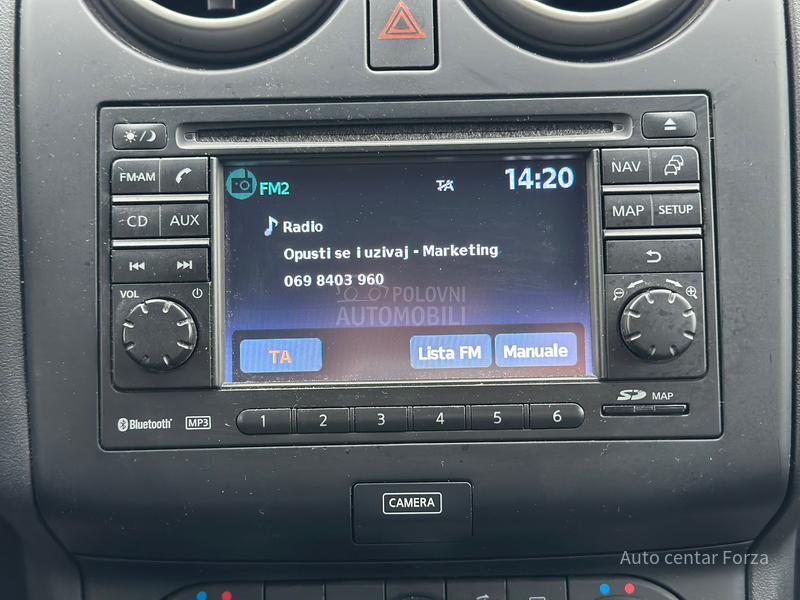 FM2 TA 14:20
Radio
Opusti se i uzivaj - Marketing
069 8403 960
POLOVNI
AUTOMOBILI
TA Lista FM Manuale
FM·AM
CD AUX
VOL
NAV
MAP SETUP
Bluetooth MP3
1 2 3 4 5 6
SD MAP
CAMERA
Auto centar Forza